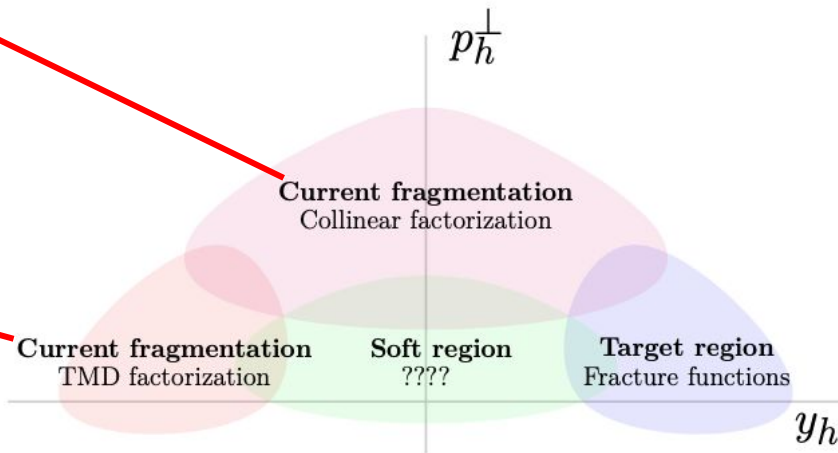 p_h^⊥
Current fragmentation
Collinear factorization
Current fragmentation
TMD factorization
Soft region
????
Target region
Fracture functions
y_h